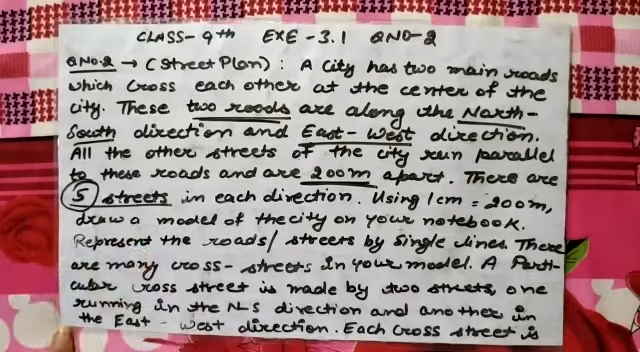 CLASS-9th EXE-3.1 QNO-2
QNO.2 → (Street Plan): A city has two main roads
which cross each other at the center of the
city. These two roads are along the North-
South direction and East-West direction.
All the other streets of the city run parallel
to these roads and are 200m apart. There are
5 streets in each direction. Using 1cm = 200m,
draw a model of the city on your notebook.
Represent the roads/streets by single lines. There
are many cross-streets in your model. A Parti-
cular cross street is made by two streets, one
running in the N-S direction and another in
the East-West direction. Each cross street is